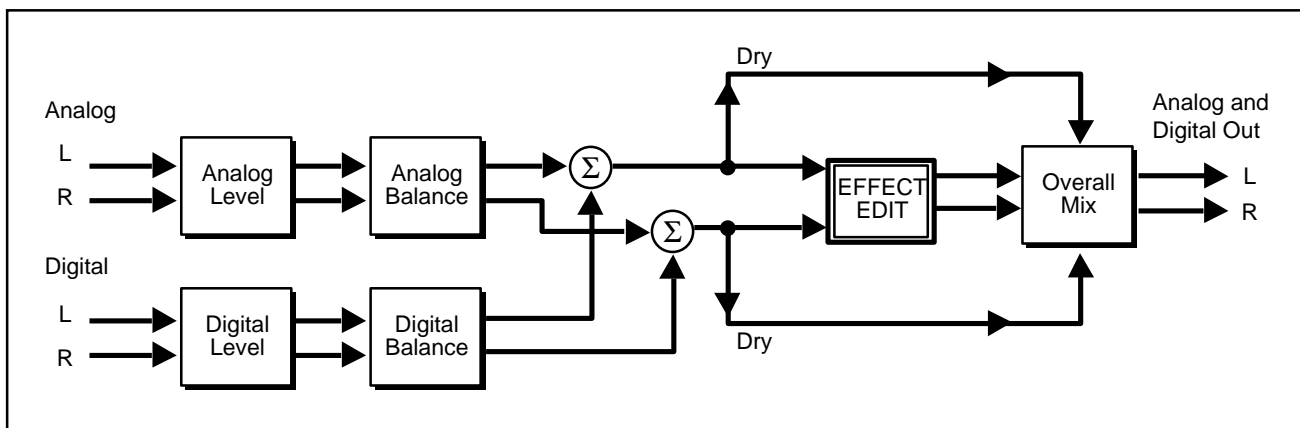 Dry
Analog
L
R
Analog
Level
Analog
Balance
Σ
Σ
EFFECT
EDIT
Overall
Mix
Analog and
Digital Out
L
R
Digital
L
R
Digital
Level
Digital
Balance
Dry